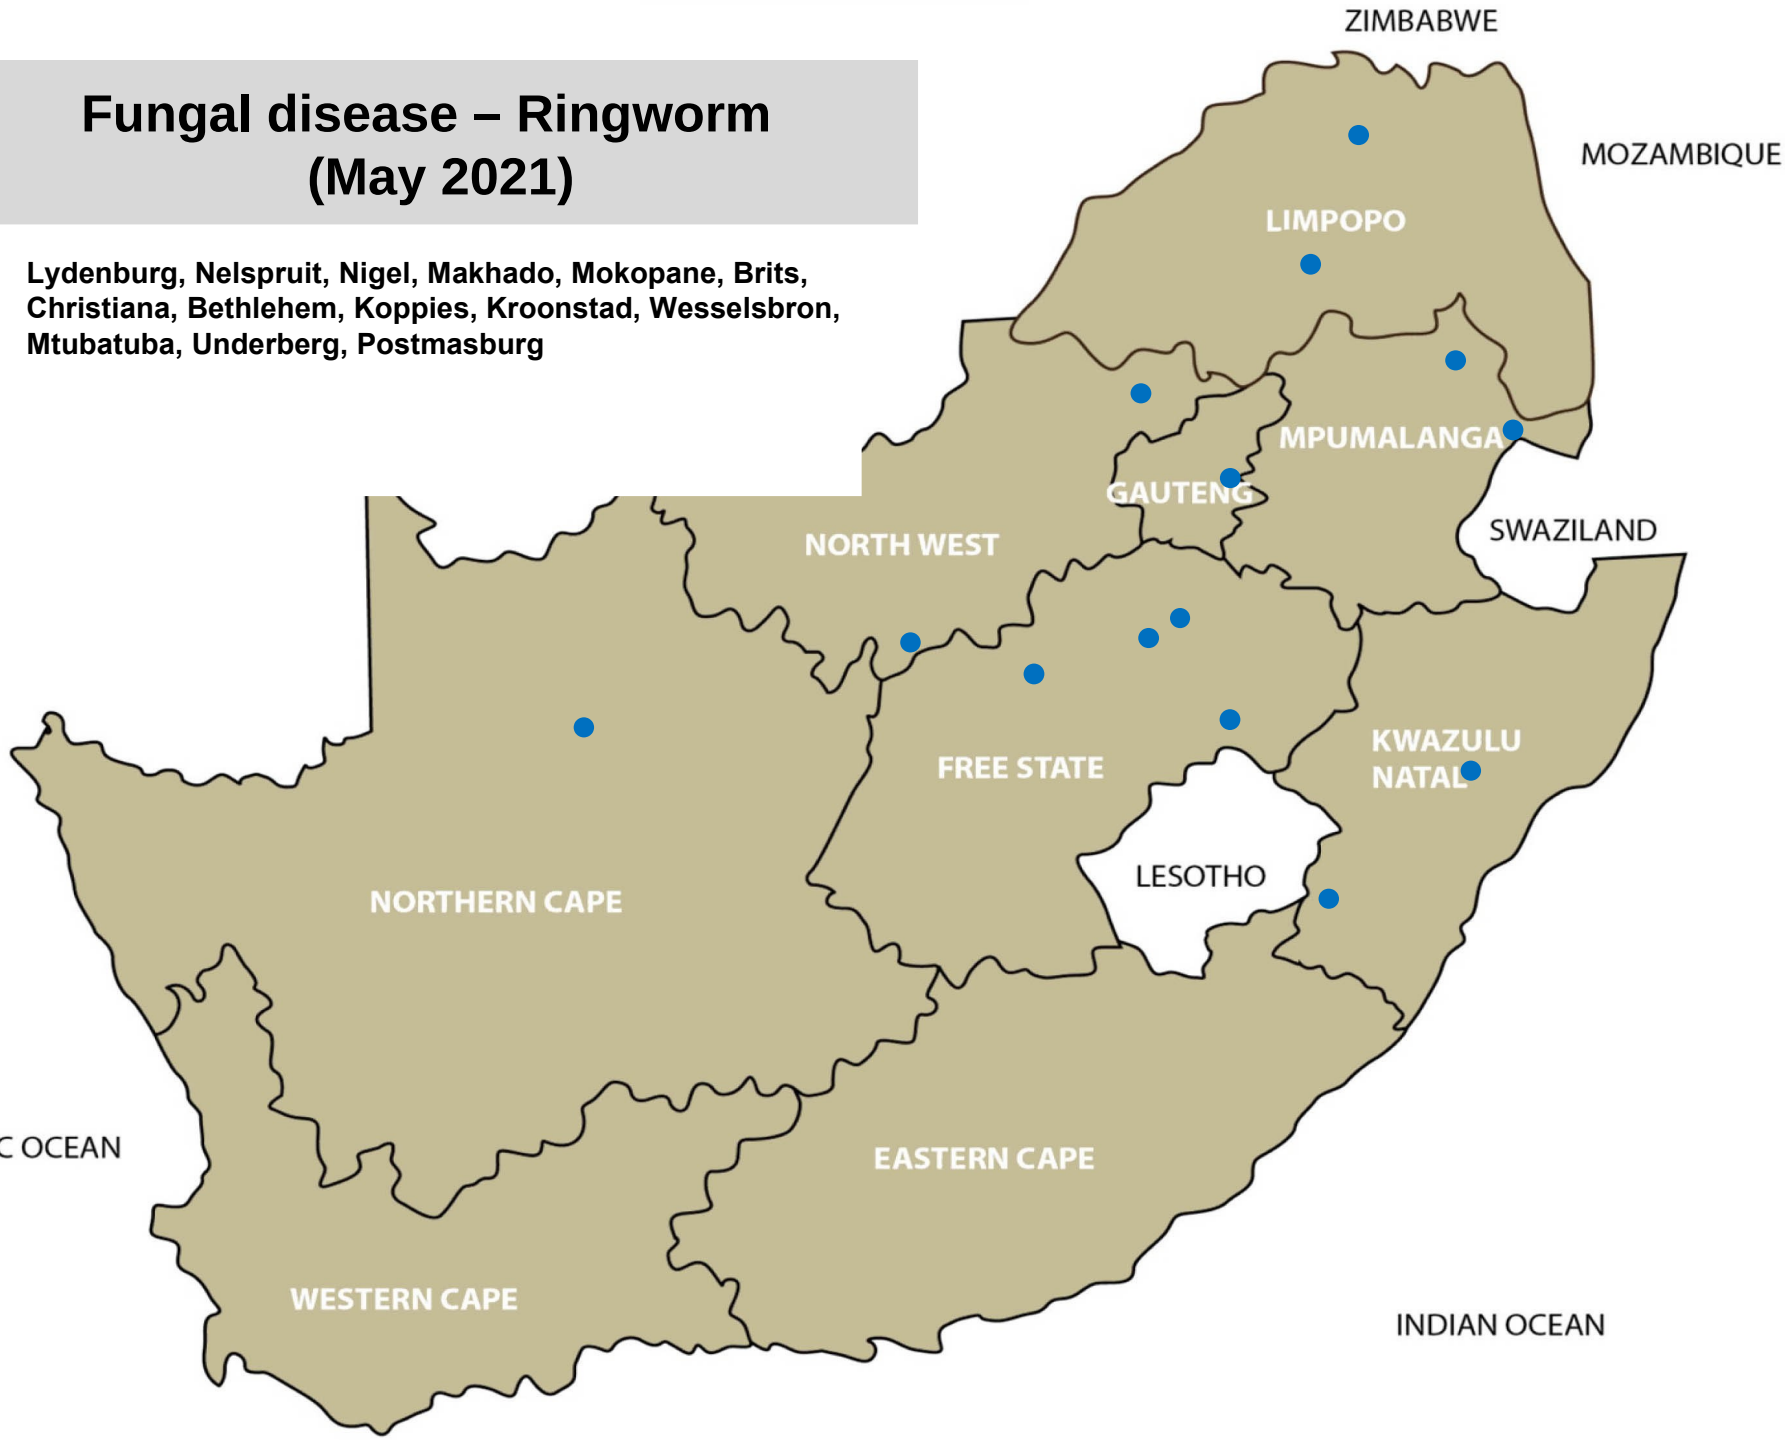 ZIMBABWE
Fungal disease – Ringworm
(May 2021)
MOZAMBIQUE
LIMPOPO
Lydenburg, Nelspruit, Nigel, Makhado, Mokopane, Brits,
Christiana, Bethlehem, Koppies, Kroonstad, Wesselsbron,
Mtubatuba, Underberg, Postmasburg
MPUMALANGA
GAUTENG
SWAZILAND
NORTH WEST
KWAZULU
NATAL
FREE STATE
LESOTHO
NORTHERN CAPE
C OCEAN
EASTERN CAPE
WESTERN CAPE
INDIAN OCEAN